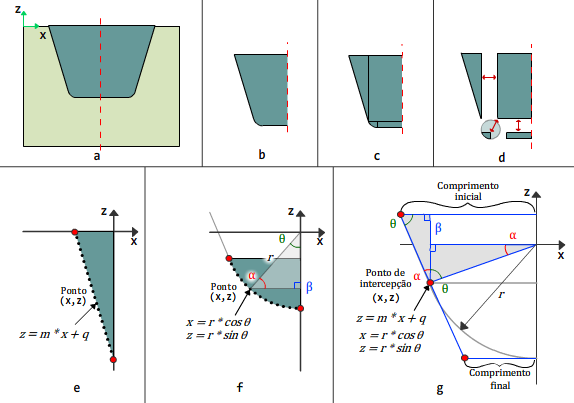 z
x
a
b
c
d
z
x
Ponto
(x,z)
z = m * x + q
e
z
x
θ
r
α
β
Ponto
(x,z)
x = r * cos θ
z = r * sin θ
f
Comprimento
inicial
z
θ
β
α
x
α
θ
Ponto de
intercepção
(x,z)
r
z = m * x + q
x = r * cos θ
z = r * sin θ
Comprimento
final
g